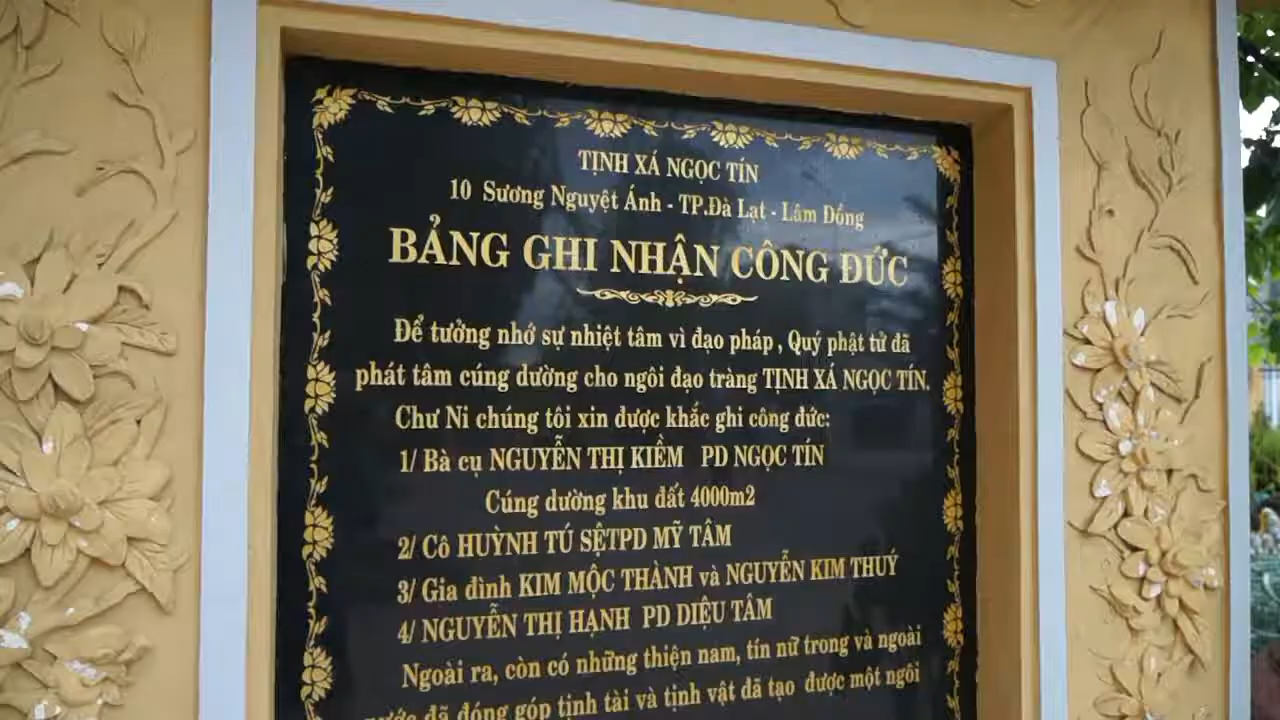 TỊNH XÁ NGỌC TÍN
10 Sương Nguyệt Ánh - TP.Đà Lạt - Lâm Đồng
BẢNG GHI NHẬN CÔNG ĐỨC
Để tưởng nhớ sự nhiệt tâm vì đạo pháp, Quý phật tử đã
phát tâm cúng dường cho ngôi đạo tràng TỊNH XÁ NGỌC TÍN.
Chư Ni chúng tôi xin được khắc ghi công đức:
1/ Bà cụ NGUYỄN THỊ KIỀM PD NGỌC TÍN
Cúng dường khu đất 4000m2
2/ Cô HUỲNH TÚ SỆTPD MỸ TÂM
3/ Gia đình KIM MỘC THÀNH và NGUYỄN KIM THUÝ
4/ NGUYỄN THỊ HẠNH PD DIỆU TÂM
Ngoài ra, còn có những thiện nam, tín nữ trong và ngoài
nước đã đóng góp tịnh tài và tịnh vật đã tạo được một ngôi